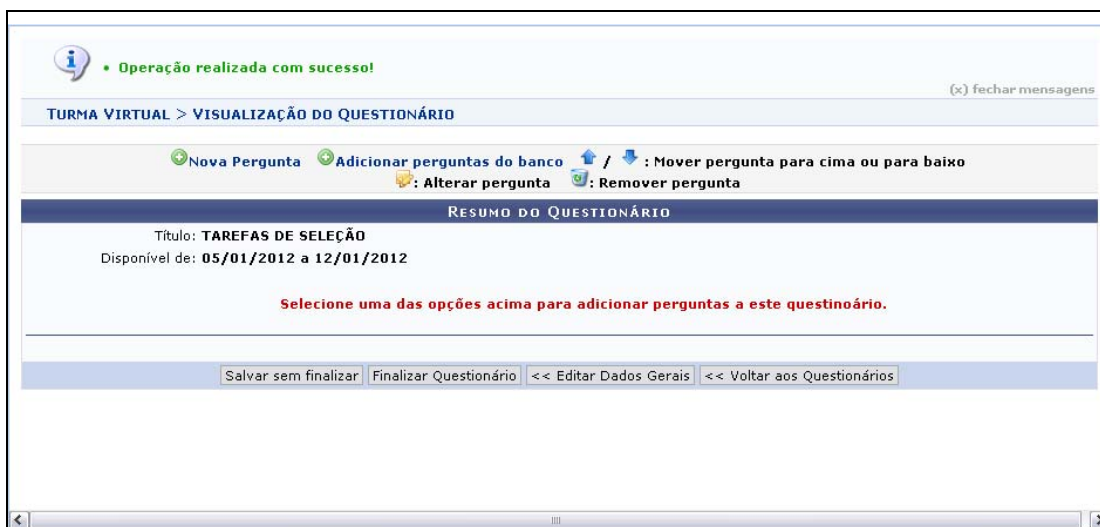 • Operação realizada com sucesso!
(x) fechar mensagens
TURMA VIRTUAL > VISUALIZAÇÃO DO QUESTIONÁRIO
Nova Pergunta Adicionar perguntas do banco / : Mover pergunta para cima ou para baixo
: Alterar pergunta : Remover pergunta
RESUMO DO QUESTIONÁRIO
Título: TAREFAS DE SELEÇÃO
Disponível de: 05/01/2012 a 12/01/2012
Selecione uma das opções acima para adicionar perguntas a este questinoário.
Salvar sem finalizar Finalizar Questionário << Editar Dados Gerais << Voltar aos Questionários